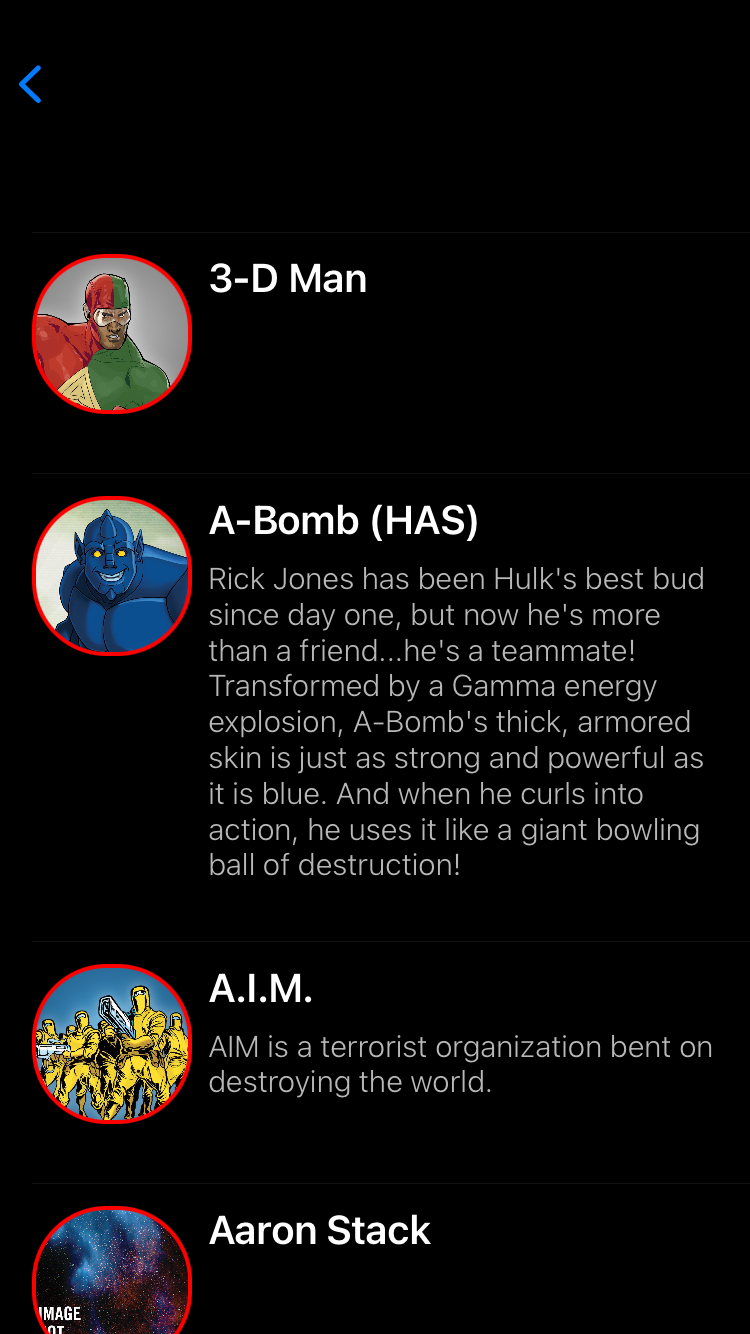 3-D Man
A-Bomb (HAS)
Rick Jones has been Hulk's best bud
since day one, but now he's more
than a friend...he's a teammate!
Transformed by a Gamma energy
explosion, A-Bomb's thick, armored
skin is just as strong and powerful as
it is blue. And when he curls into
action, he uses it like a giant bowling
ball of destruction!
A.I.M.
AIM is a terrorist organization bent on
destroying the world.
Aaron Stack
IMAGE